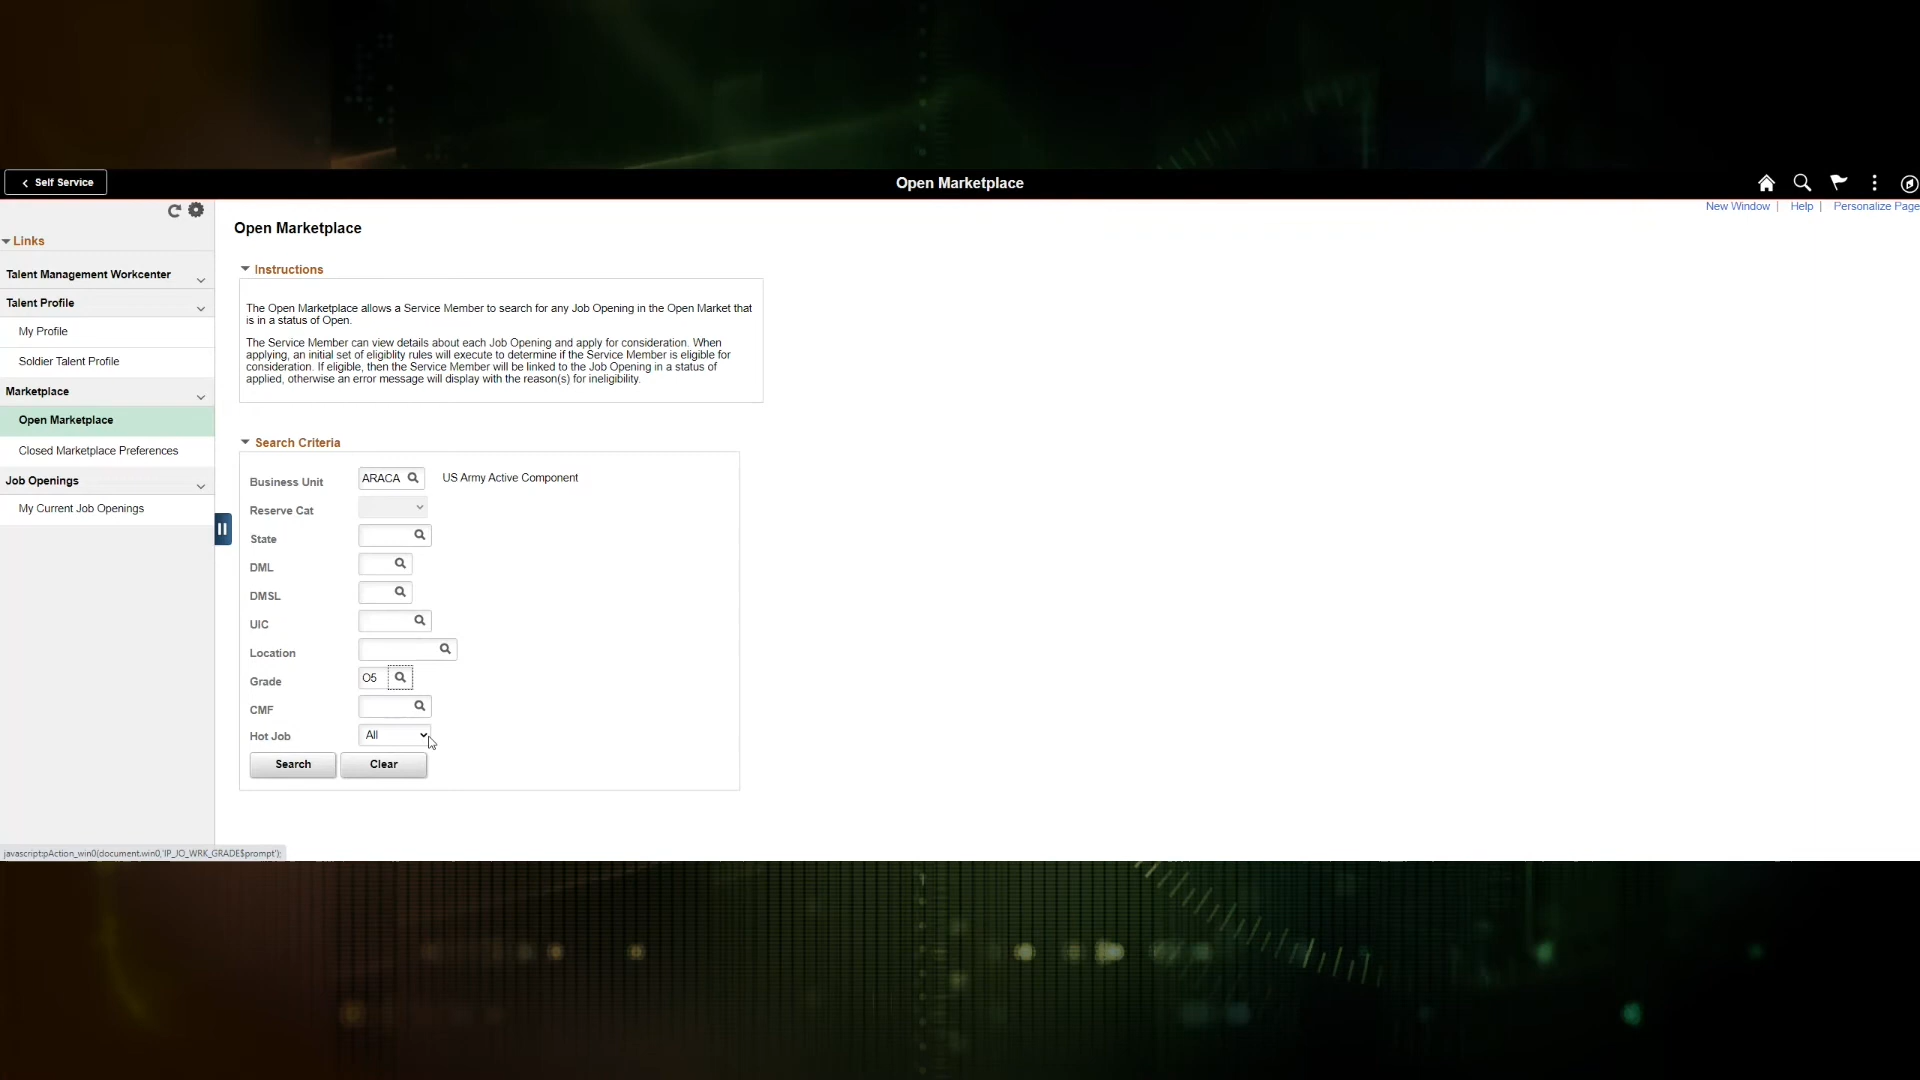 Self Service
Open Marketplace
New Window | Help | Personalize Page
Links
Talent Management Workcenter
Talent Profile
My Profile
Soldier Talent Profile
Marketplace
Open Marketplace
Closed Marketplace Preferences
Job Openings
My Current Job Openings
Open Marketplace
Instructions
The Open Marketplace allows a Service Member to search for any Job Opening in the Open Market that
is in a status of Open.
The Service Member can view details about each Job Opening and apply for consideration. When
applying, an initial set of eligiblity rules will execute to determine if the Service Member is eligible for
consideration. If eligible, then the Service Member will be linked to the Job Opening in a status of
applied, otherwise an error message will display with the reason(s) for ineligibility.
Search Criteria
Business Unit ARACA US Army Active Component
Reserve Cat
State
DML
DMSL
UIC
Location
Grade O5
CMF
Hot Job All
Search Clear
javascript:pAction_win0(document.win0,'IP_JO_WRK_GRADE$prompt');